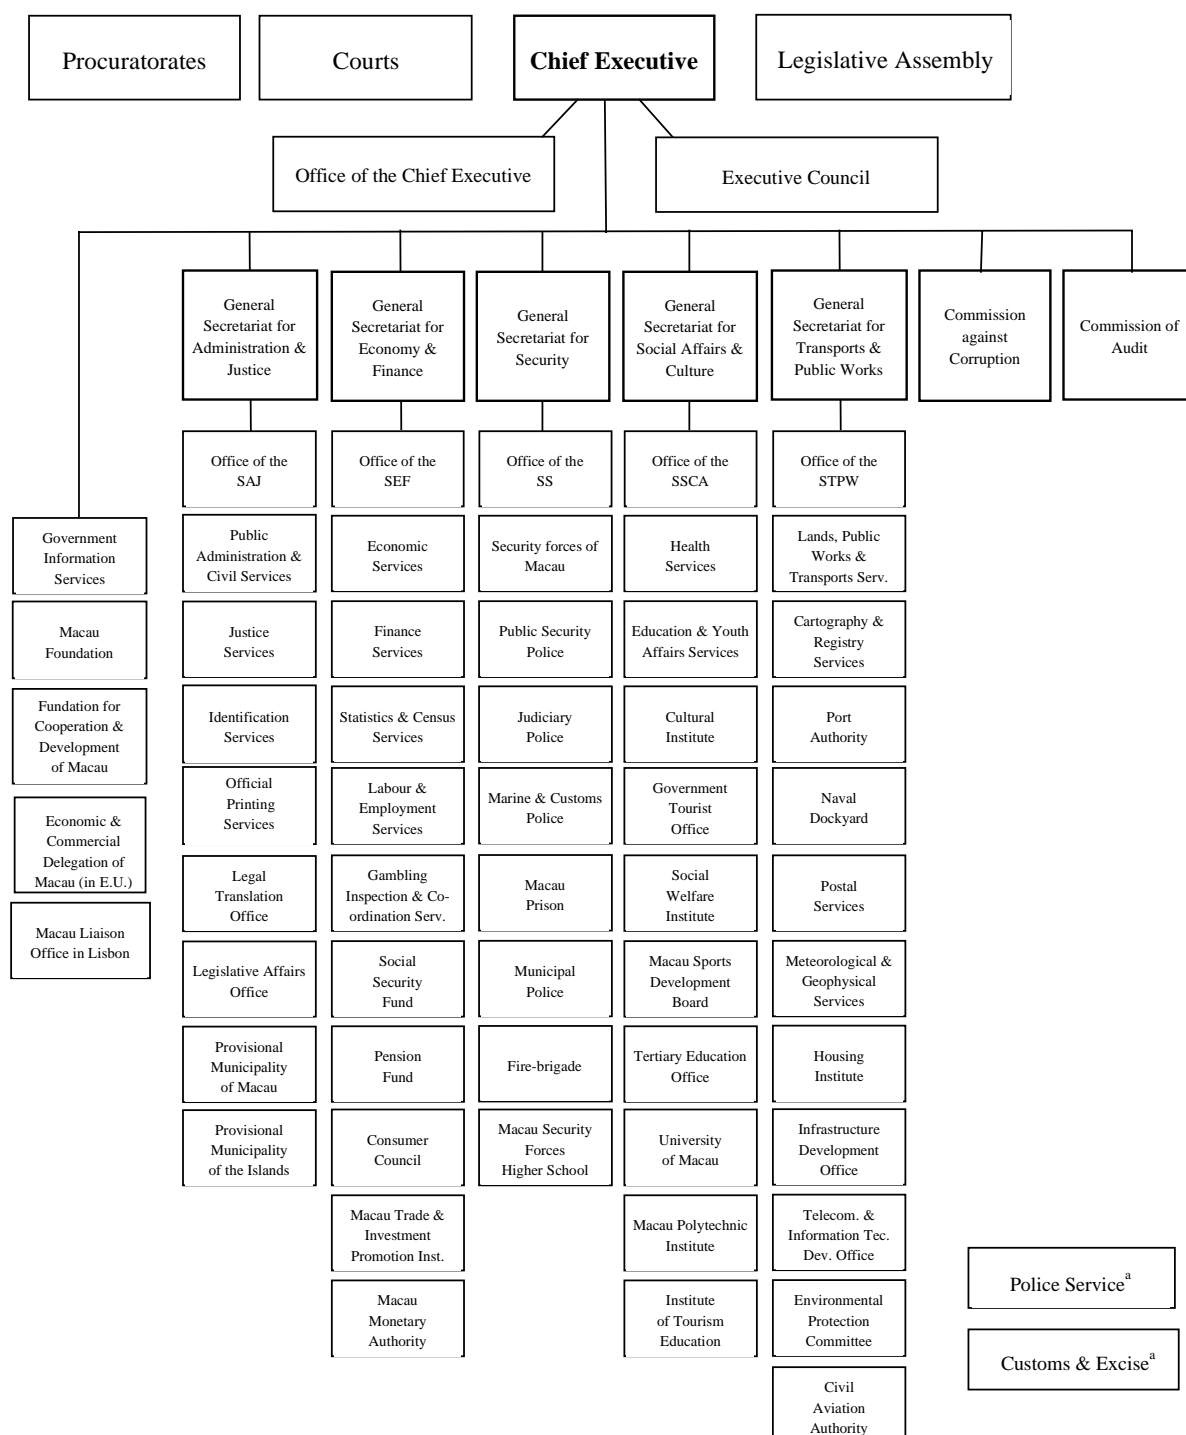 Procuratorates
Courts
Chief Executive
Legislative Assembly
Office of the Chief Executive
Executive Council
General
Secretariat for
Administration &
Justice
General
Secretariat for
Economy &
Finance
General
Secretariat for
Security
General
Secretariat for
Social Affairs &
Culture
General
Secretariat for
Transports &
Public Works
Commission
against
Corruption
Commission of
Audit
Government
Information
Services
Macau
Foundation
Fundation for
Cooperation &
Development
of Macau
Economic &
Commercial
Delegation of
Macau (in E.U.)
Macau Liaison
Office in Lisbon
Office of the
SAJ
Public
Administration &
Civil Services
Justice
Services
Identification
Services
Official
Printing
Services
Legal
Translation
Office
Legislative Affairs
Office
Provisional
Municipality
of Macau
Provisional
Municipality
of the Islands
Office of the
SEF
Economic
Services
Finance
Services
Statistics & Census
Services
Labour &
Employment
Services
Gambling
Inspection & Co-
ordination Serv.
Social
Security
Fund
Pension
Fund
Consumer
Council
Macau Trade &
Investment
Promotion Inst.
Macau
Monetary
Authority
Office of the
SS
Security forces of
Macau
Public Security
Police
Judiciary
Police
Marine & Customs
Police
Macau
Prison
Municipal
Police
Fire-brigade
Macau Security
Forces
Higher School
Office of the
SSCA
Health
Services
Education & Youth
Affairs Services
Cultural
Institute
Government
Tourist
Office
Social
Welfare
Institute
Macau Sports
Development
Board
Tertiary Education
Office
University
of Macau
Macau Polytechnic
Institute
Institute
of Tourism
Education
Office of the
STPW
Lands, Public
Works &
Transports Serv.
Cartography &
Registry
Services
Port
Authority
Naval
Dockyard
Postal
Services
Meteorological &
Geophysical
Services
Housing
Institute
Infrastructure
Development
Office
Telecom. &
Information Tec.
Dev. Office
Environmental
Protection
Committee
Civil
Aviation
Authority
Police Service^a
Customs & Excise^a